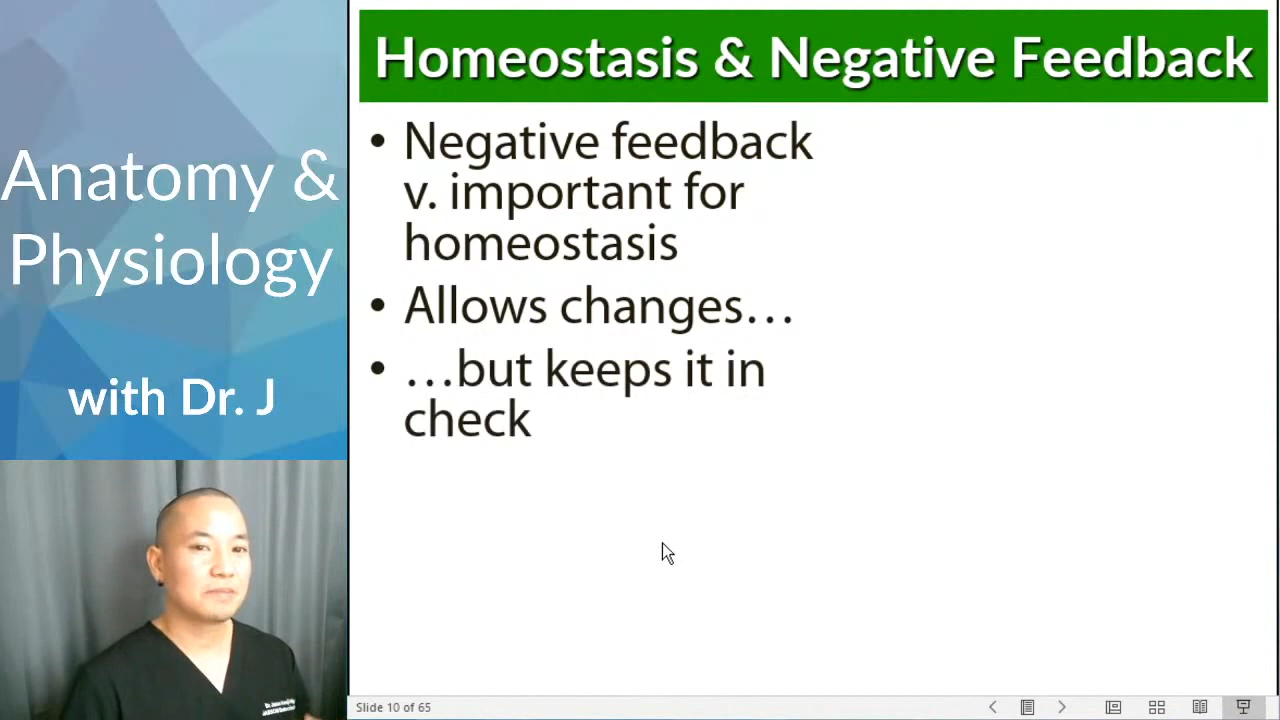 Anatomy &
Physiology
with Dr. J
Homeostasis & Negative Feedback
• Negative feedback
v. important for
homeostasis
• Allows changes…
• …but keeps it in
check
Slide 10 of 65